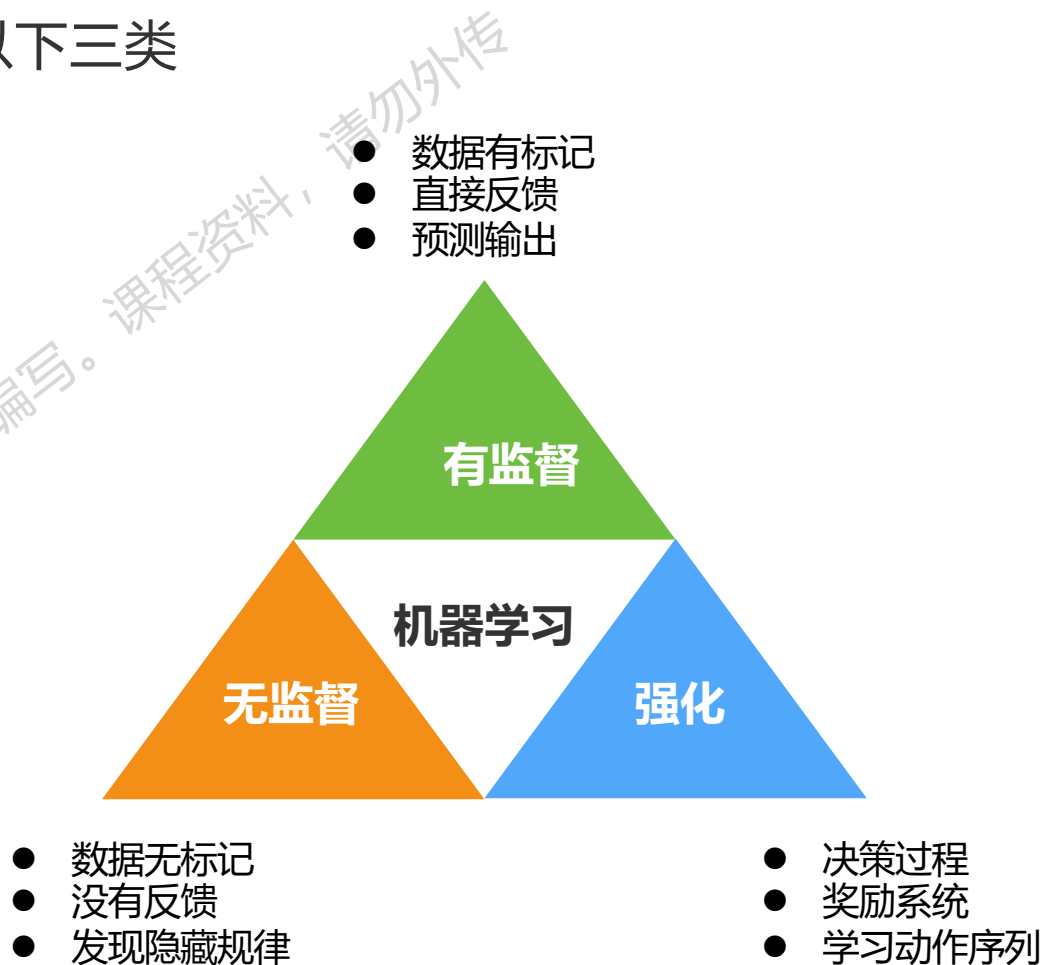 以下三类
编写。课程资料，请勿外传
● 数据有标记
● 直接反馈
● 预测输出
有监督
机器学习
无监督
强化
● 数据无标记
● 没有反馈
● 发现隐藏规律
● 决策过程
● 奖励系统
● 学习动作序列